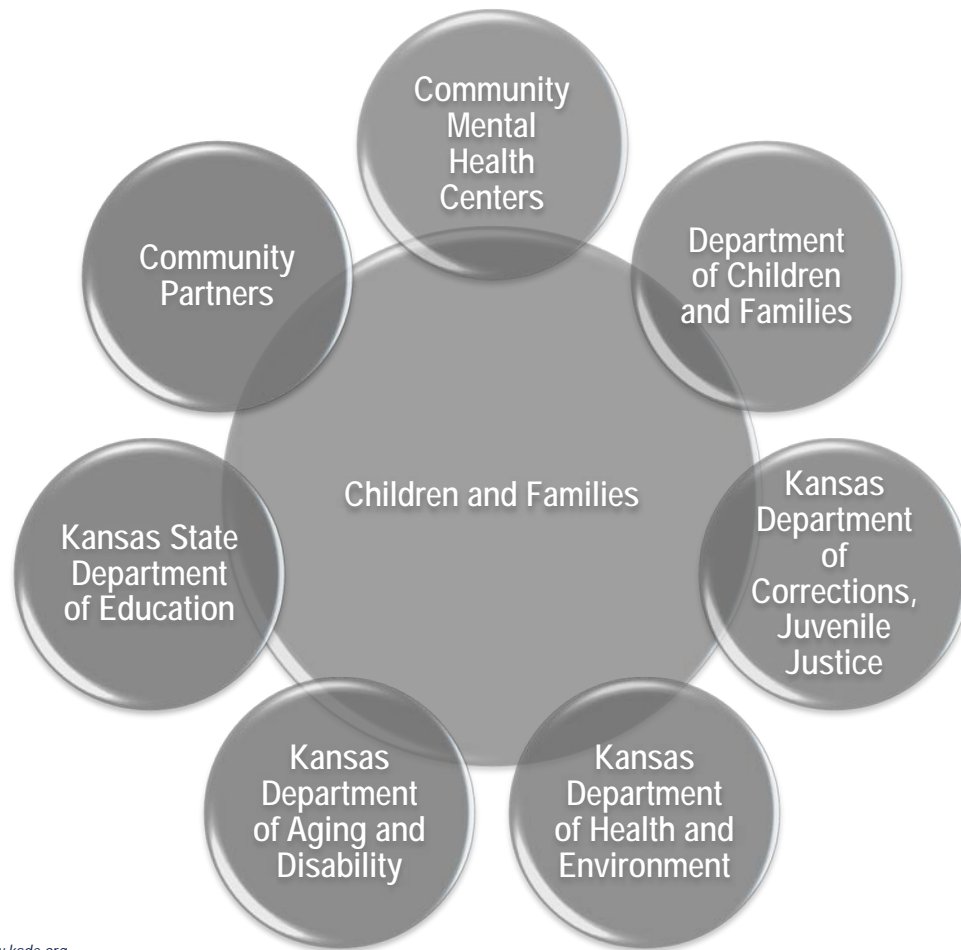 Community
Mental
Health
Centers
Department
of Children
and Families
Kansas
Department
of
Corrections,
Juvenile
Justice
Kansas
Department
of Health and
Environment
Kansas
Department
of Aging and
Disability
Kansas State
Department
of Education
Community
Partners
Children and Families